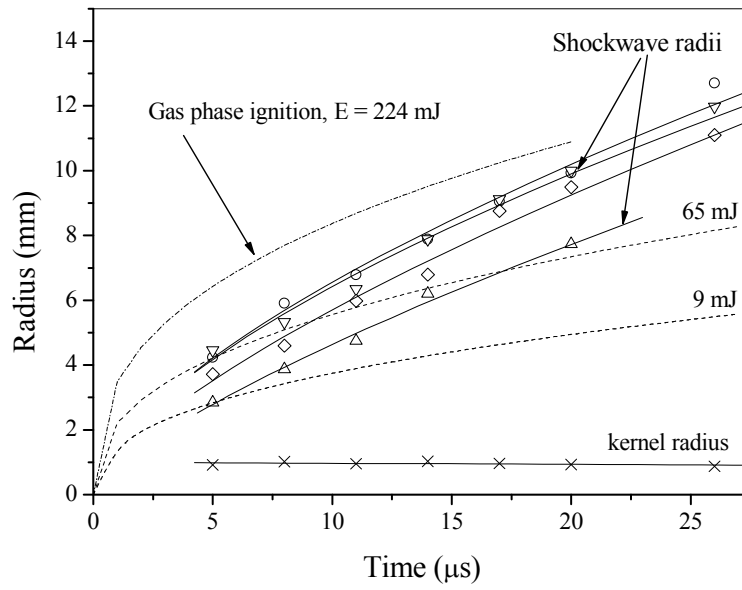 Shockwave radii
Gas phase ignition, E = 224 mJ
65 mJ
9 mJ
kernel radius
Radius (mm)
14
12
10
8
6
4
2
0
0
5
10
15
20
25
Time (μs)